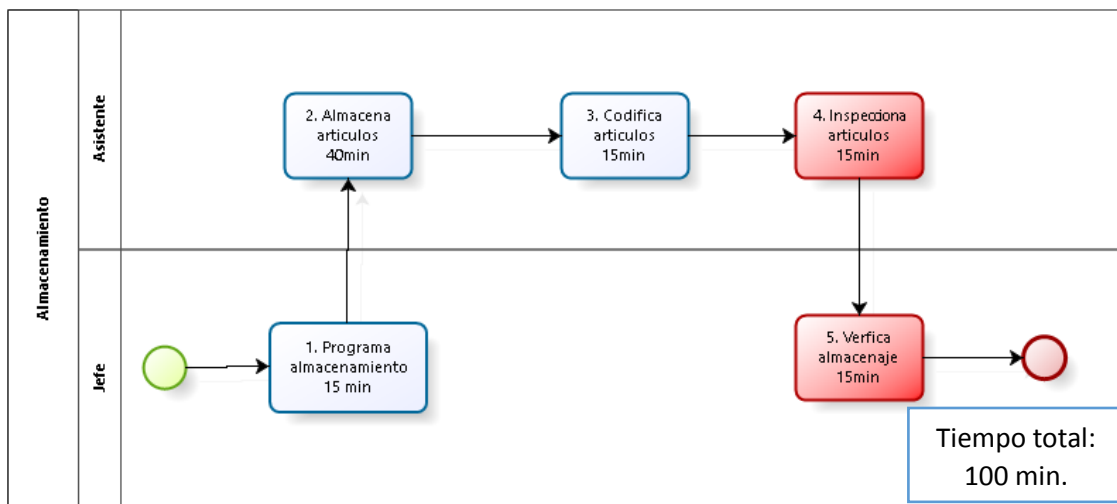 Almacenamiento
Asistente
2. Almacena
articulos
40min
3. Codifica
articulos
15min
4. Inspecciona
articulos
15min
Jefe
1. Programa
almacenamiento
15 min
5. Verfica
almacenaje
15min
Tiempo total:
100 min.